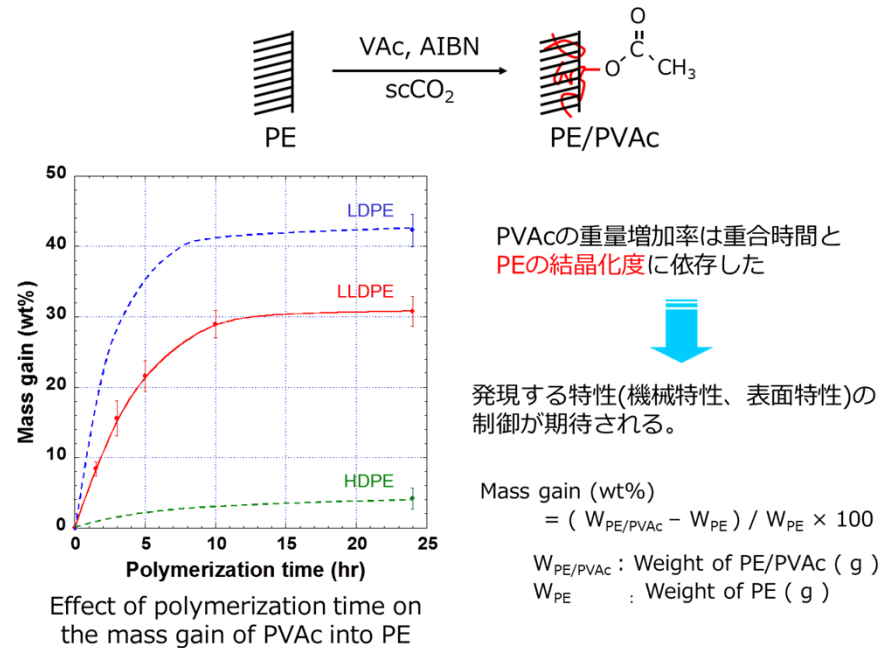 VAc, AIBN
scCO₂
PE
O
C
O
CH₃
PE/PVAc
50
40
30
20
10
0
Mass gain (wt%)
LDPE
LLDPE
HDPE
0 5 10 15 20 25
Polymerization time (hr)
Effect of polymerization time on
the mass gain of PVAc into PE
PVAcの重量増加率は重合時間と
PEの結晶化度に依存した
発現する特性(機械特性、表面特性)の
制御が期待される。
Mass gain (wt%)
= ( W_PE/PVAc – W_PE ) / W_PE × 100
W_PE/PVAc : Weight of PE/PVAc ( g )
W_PE : Weight of PE ( g )